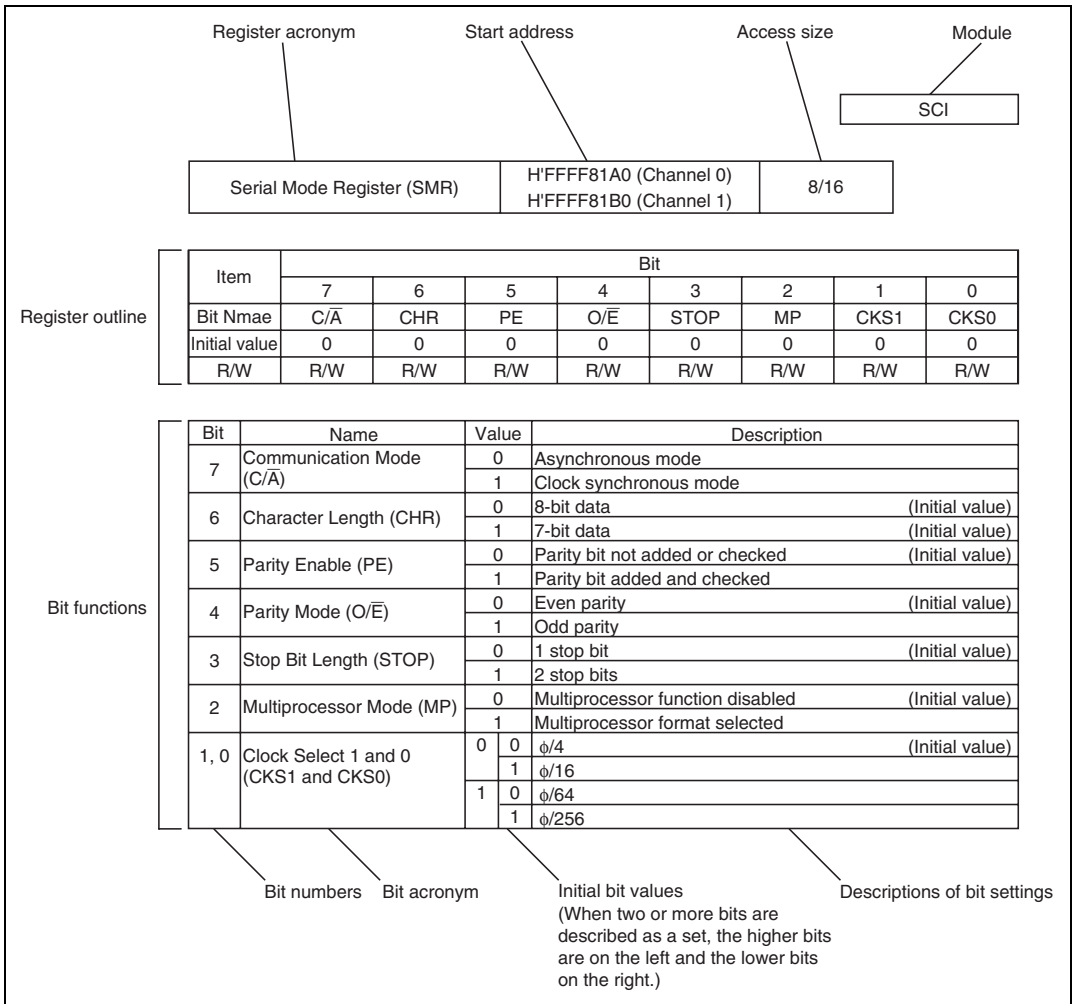 Register acronym Start address Access size Module
SCI
Serial Mode Register (SMR) H'FFFF81A0 (Channel 0) 8/16
H'FFFF81B0 (Channel 1)
Register outline
Item Bit
7 6 5 4 3 2 1 0
Bit Nmae C/A̅ CHR PE O/E̅ STOP MP CKS1 CKS0
Initial value 0 0 0 0 0 0 0 0
R/W R/W R/W R/W R/W R/W R/W R/W R/W
Bit functions
Bit Name Value Description
7 Communication Mode (C/A̅) 0 Asynchronous mode
1 Clock synchronous mode
6 Character Length (CHR) 0 8-bit data (Initial value)
1 7-bit data (Initial value)
5 Parity Enable (PE) 0 Parity bit not added or checked (Initial value)
1 Parity bit added and checked
4 Parity Mode (O/E̅) 0 Even parity (Initial value)
1 Odd parity
3 Stop Bit Length (STOP) 0 1 stop bit (Initial value)
1 2 stop bits
2 Multiprocessor Mode (MP) 0 Multiprocessor function disabled (Initial value)
1 Multiprocessor format selected
1, 0 Clock Select 1 and 0 (CKS1 and CKS0) 0 0 ϕ/4 (Initial value)
1 ϕ/16
1 0 ϕ/64
1 ϕ/256
Bit numbers Bit acronym Initial bit values Descriptions of bit settings
(When two or more bits are
described as a set, the higher bits
are on the left and the lower bits
on the right.)